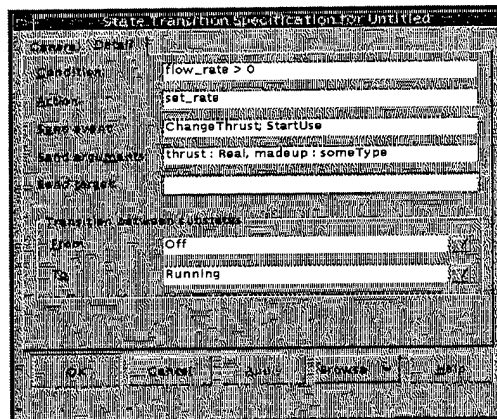 State Transition Specification for Untitled
General Detail
Condition: flow_rate > 0
Action: set_rate
Send event: ChangeThrust; StartUse
Send arguments: thrust : Real, madeup : someType
Send target:
Transition between substates
From Off
To Running
OK Cancel Apply Browse Help